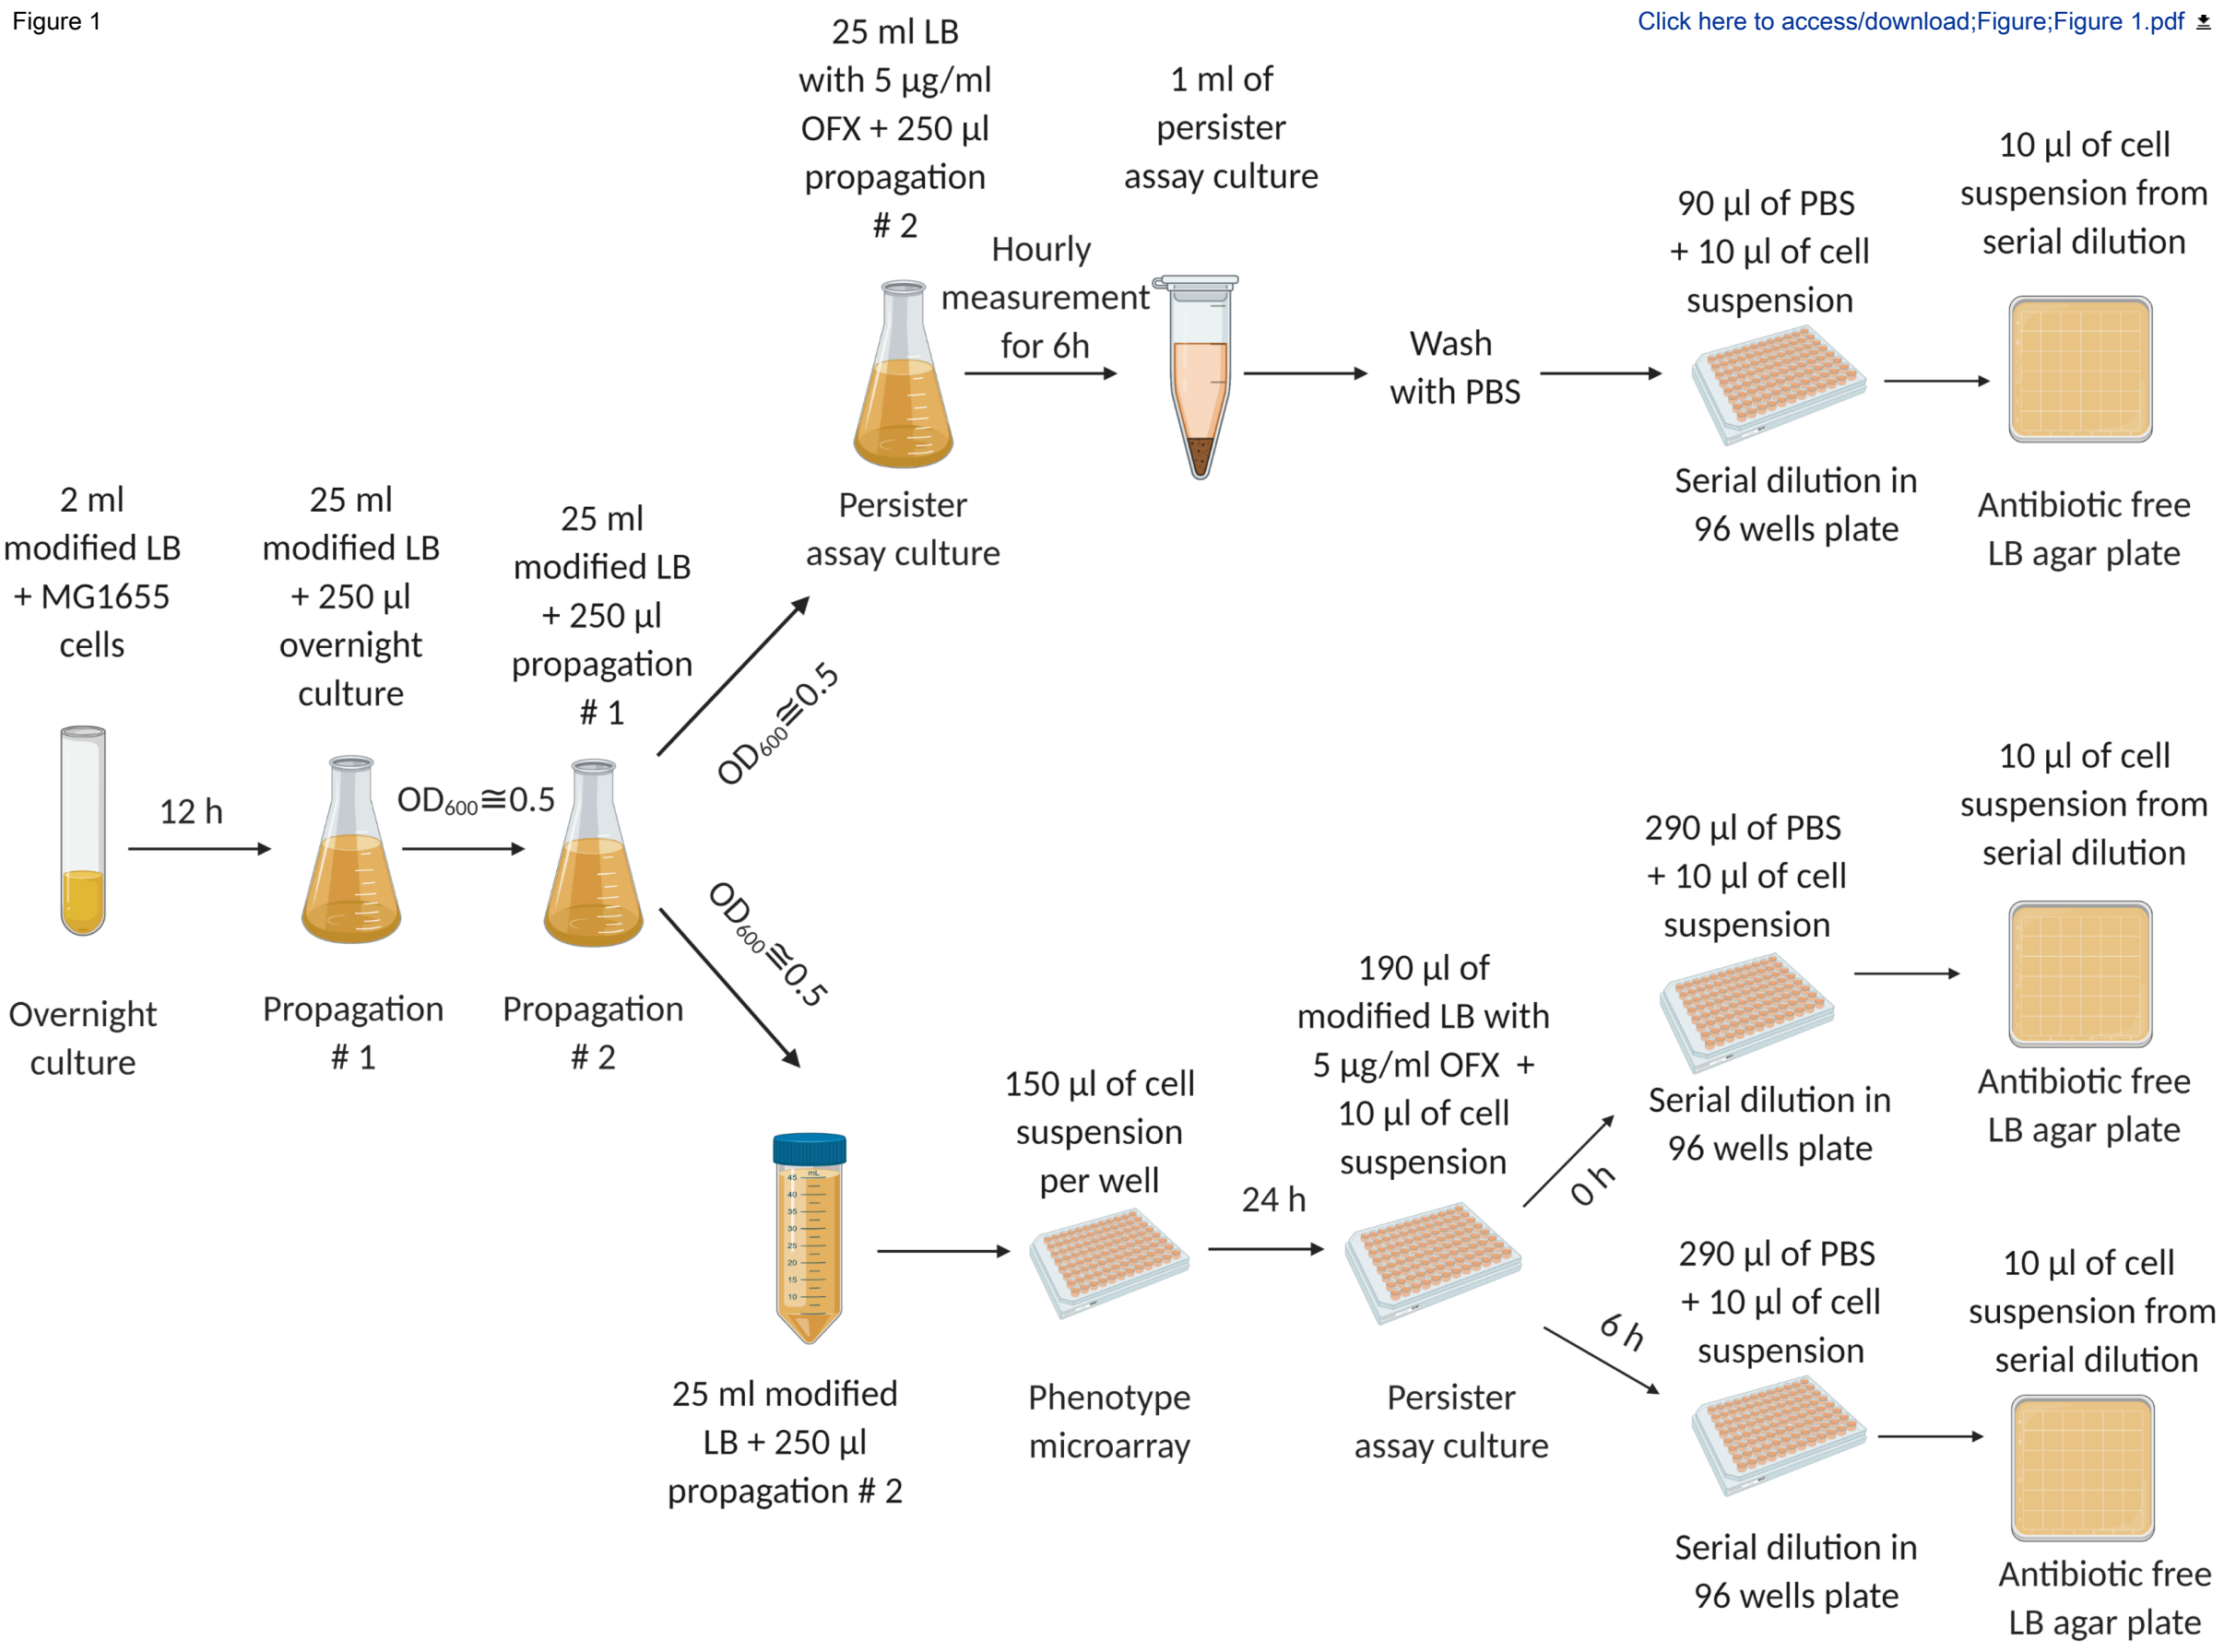 Figure 1
Click here to access/download;Figure;Figure 1.pdf
25 ml LB
with 5 µg/ml
OFX + 250 µl
propagation
# 2
Hourly
measurement
for 6h
1 ml of
persister
assay culture
Wash
with PBS
90 µl of PBS
+ 10 µl of cell
suspension
10 µl of cell
suspension from
serial dilution
Persister
assay culture
Serial dilution in
96 wells plate
Antibiotic free
LB agar plate
2 ml
modified LB
+ MG1655
cells
25 ml
modified LB
+ 250 µl
overnight
culture
25 ml
modified LB
+ 250 µl
propagation
# 1
12 h
OD600≅0.5
OD600≅0.5
OD600≅0.5
Overnight
culture
Propagation
# 1
Propagation
# 2
mL
45
40
35
30
25
20
15
10
25 ml modified
LB + 250 µl
propagation # 2
150 µl of cell
suspension
per well
Phenotype
microarray
24 h
190 µl of
modified LB with
5 µg/ml OFX +
10 µl of cell
suspension
Persister
assay culture
0 h
290 µl of PBS
+ 10 µl of cell
suspension
Serial dilution in
96 wells plate
10 µl of cell
suspension from
serial dilution
Antibiotic free
LB agar plate
6 h
290 µl of PBS
+ 10 µl of cell
suspension
Serial dilution in
96 wells plate
10 µl of cell
suspension from
serial dilution
Antibiotic free
LB agar plate